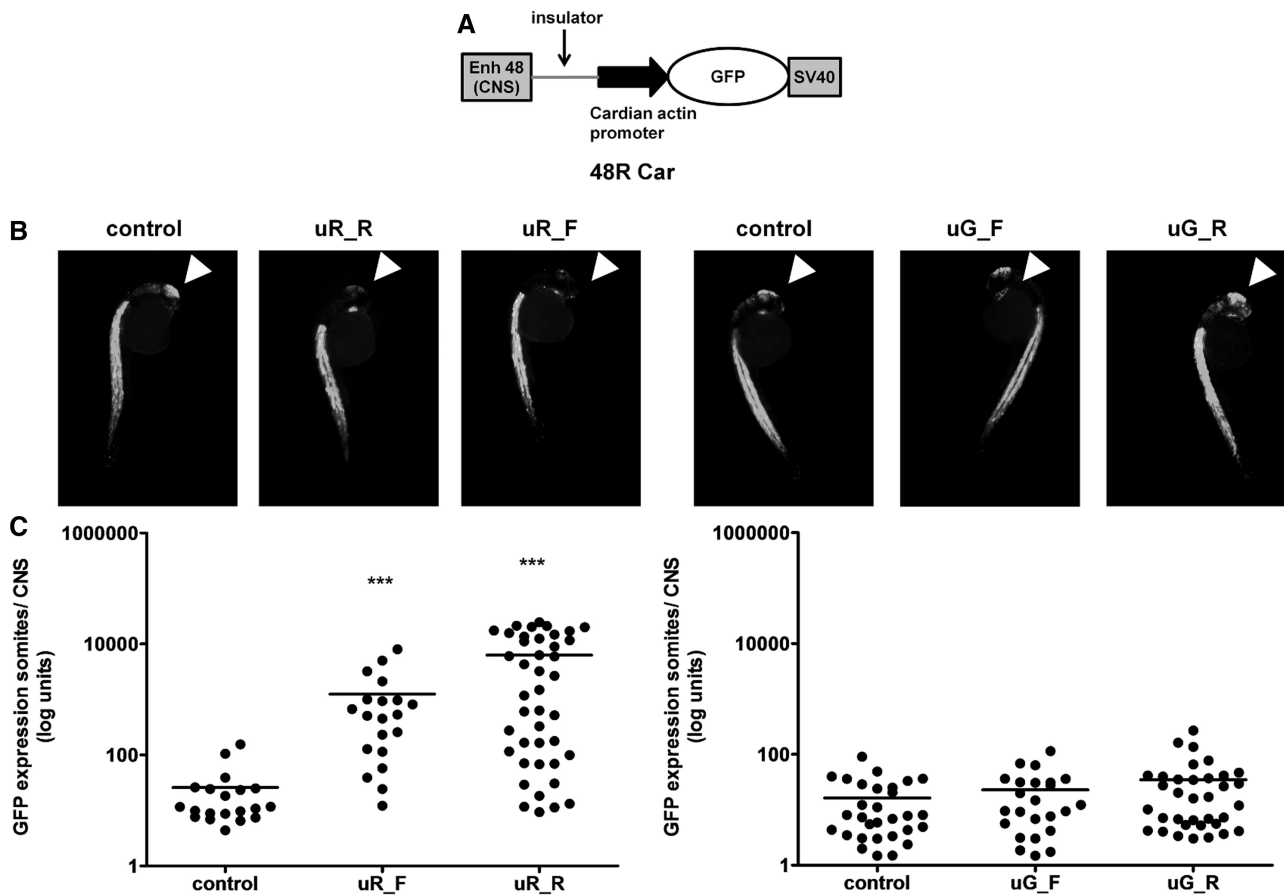 A
insulator
Enh 48
(CNS)
GFP
SV40
Cardian actin
promoter
48R Car
B
control
uR_R
uR_F
control
uG_F
uG_R
C
GFP expression somites/ CNS
(log units)
1000000
10000
100
1
***
***
control
uR_F
uR_R
GFP expression somites/ CNS
(log units)
1000000
10000
100
1
control
uG_F
uG_R